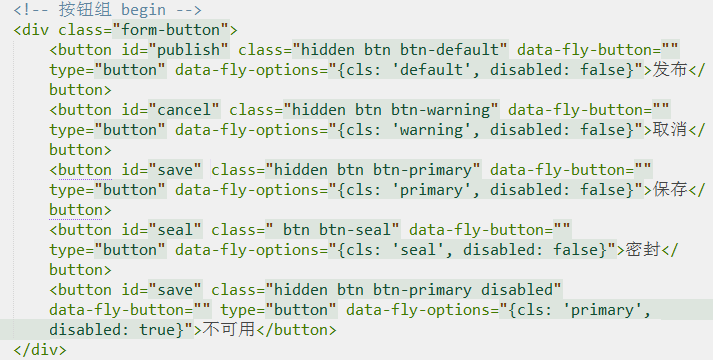 <!-- 按钮组 begin -->
<div class="form-button">
<button id="publish" class="hidden btn btn-default" data-fly-button=""
type="button" data-fly-options="{cls: 'default', disabled: false}">发布</
button>
<button id="cancel" class="hidden btn btn-warning" data-fly-button=""
type="button" data-fly-options="{cls: 'warning', disabled: false}">取消</
button>
<button id="save" class="hidden btn btn-primary" data-fly-button=""
type="button" data-fly-options="{cls: 'primary', disabled: false}">保存</
button>
<button id="seal" class=" btn btn-seal" data-fly-button=""
type="button" data-fly-options="{cls: 'seal', disabled: false}">密封</
button>
<button id="save" class="hidden btn btn-primary disabled"
data-fly-button="" type="button" data-fly-options="{cls: 'primary',
disabled: true}">不可用</button>
</div>